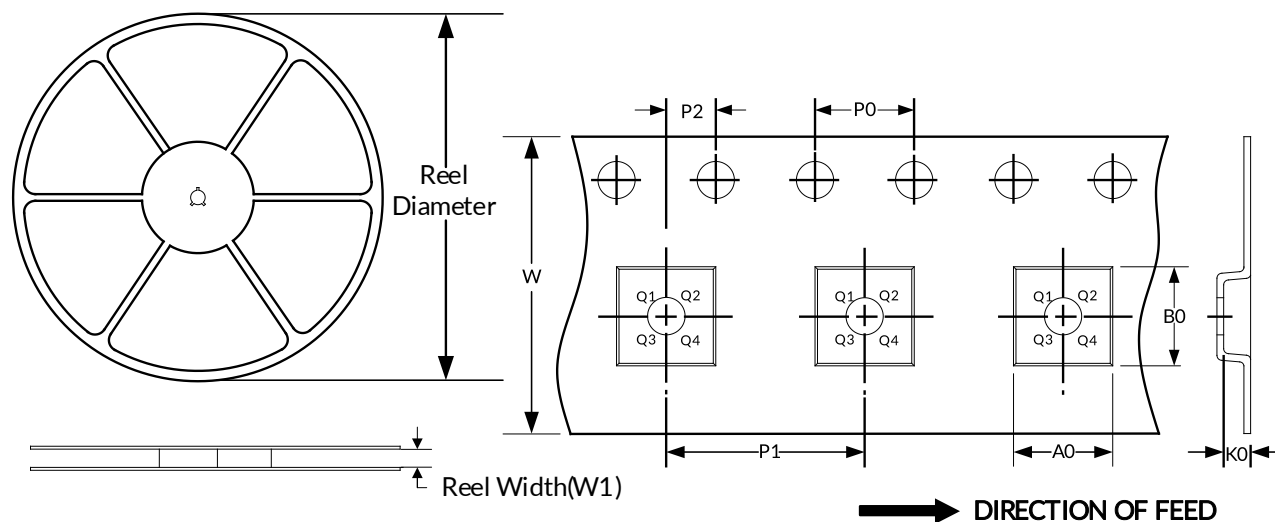 P2
P0
Reel
Diameter
W
Q1 Q2
Q3 Q4
Q1 Q2
Q3 Q4
Q1 Q2
Q3 Q4
B0
P1
A0
K0
Reel Width(W1)
DIRECTION OF FEED